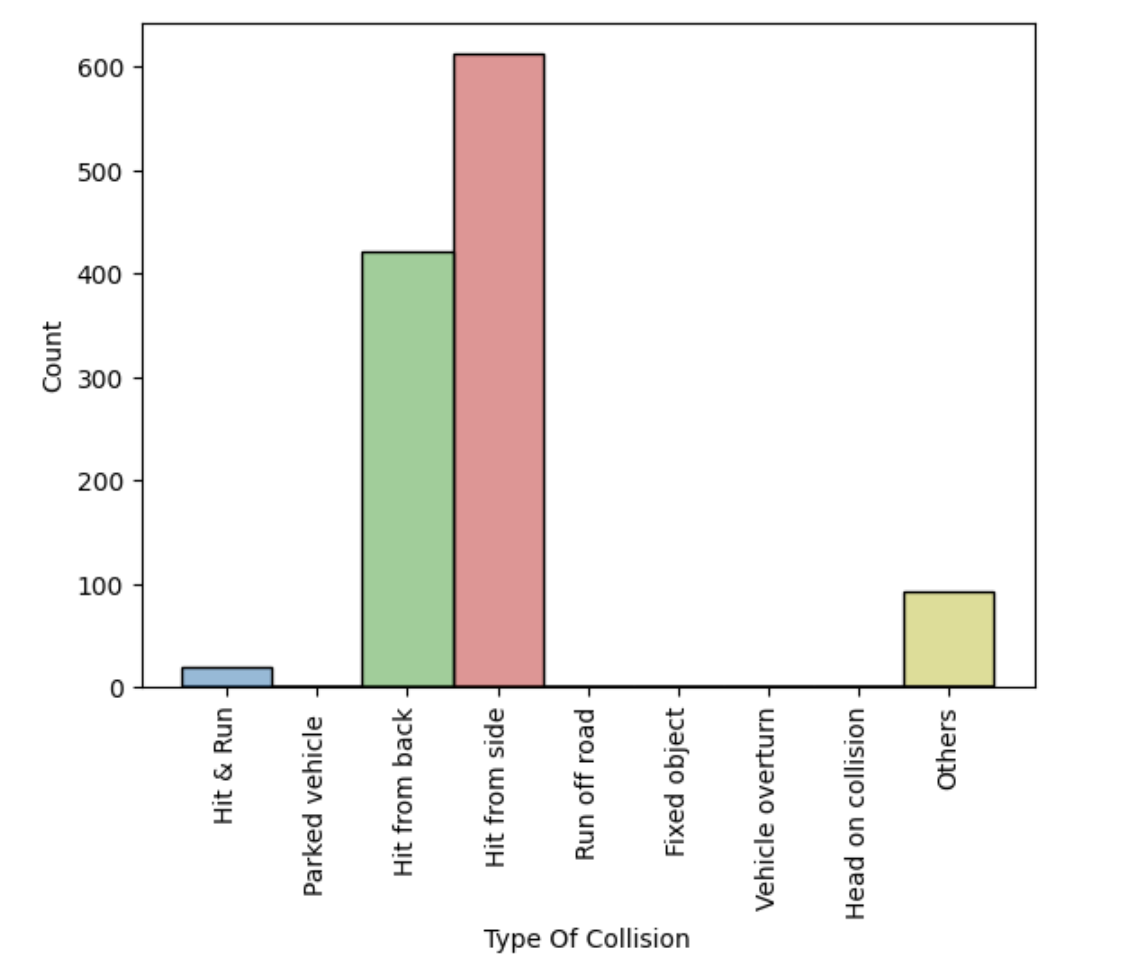 600
500
400
300
200
100
0
Count
Hit & Run
Parked vehicle
Hit from back
Hit from side
Run off road
Fixed object
Vehicle overturn
Head on collision
Others
Type Of Collision